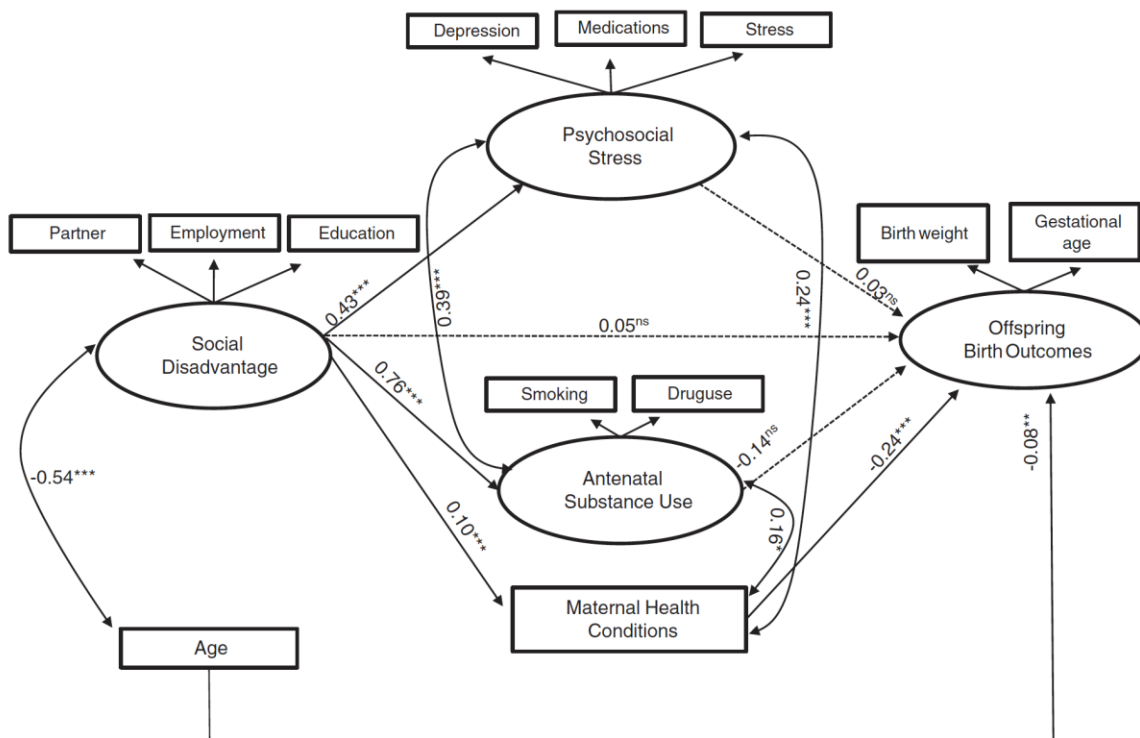 Depression
Medications
Stress
Psychosocial
Stress
Partner
Employment
Education
Birth weight
Gestational
age
0.43***
0.39***
0.24***
0.03ns
0.05ns
Social
Disadvantage
Offspring
Birth Outcomes
0.76***
Smoking
Druguse
-0.14ns
-0.24***
-0.08**
-0.54***
Antenatal
Substance Use
0.10***
0.16*
Maternal Health
Conditions
Age